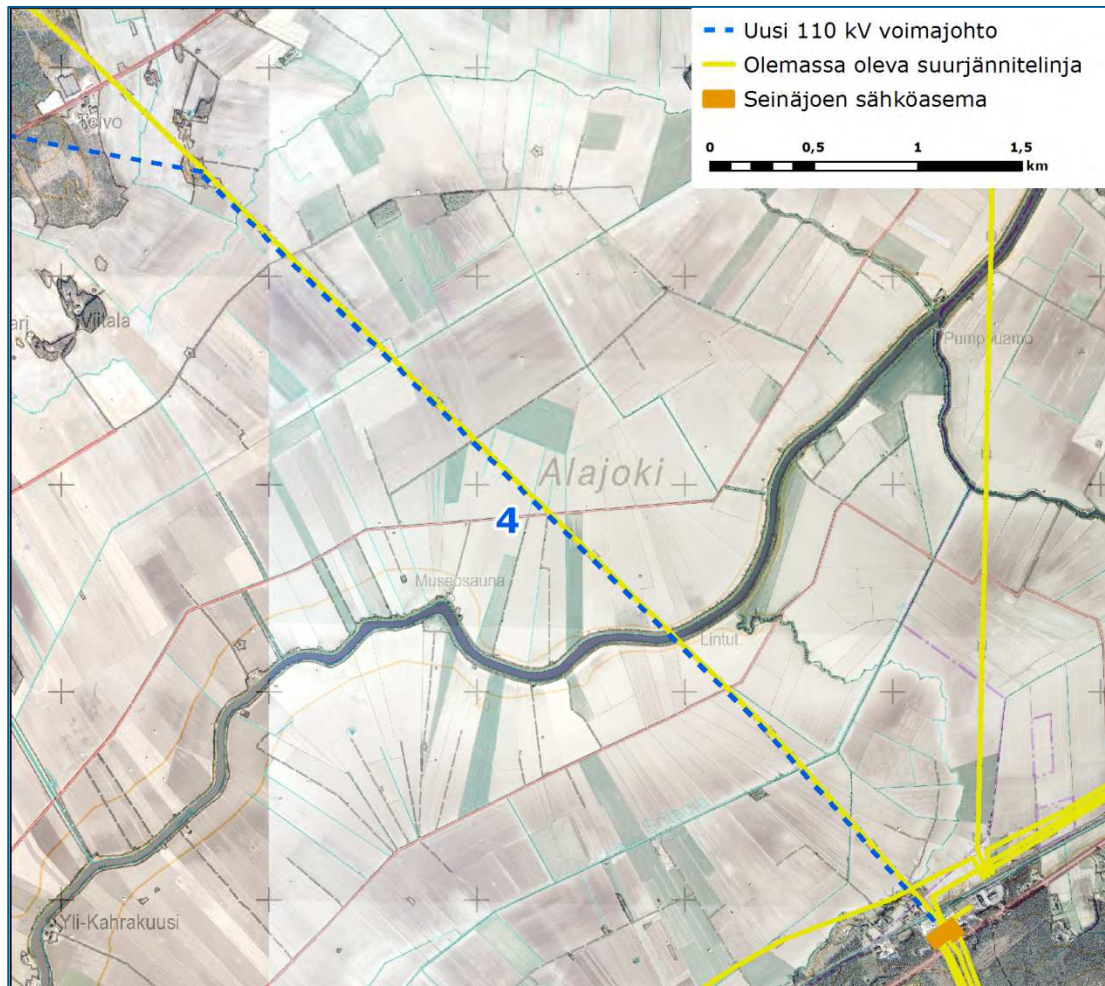 Uusi 110 kV voimajohto
Olemassa oleva suurjännitelinja
Seinäjoen sähköasema
0 0,5 1 1,5
km
Viitala
Pumppuamo
Alajoki
4
Museosauna
Lintut.
Yli-Kahrakuusi